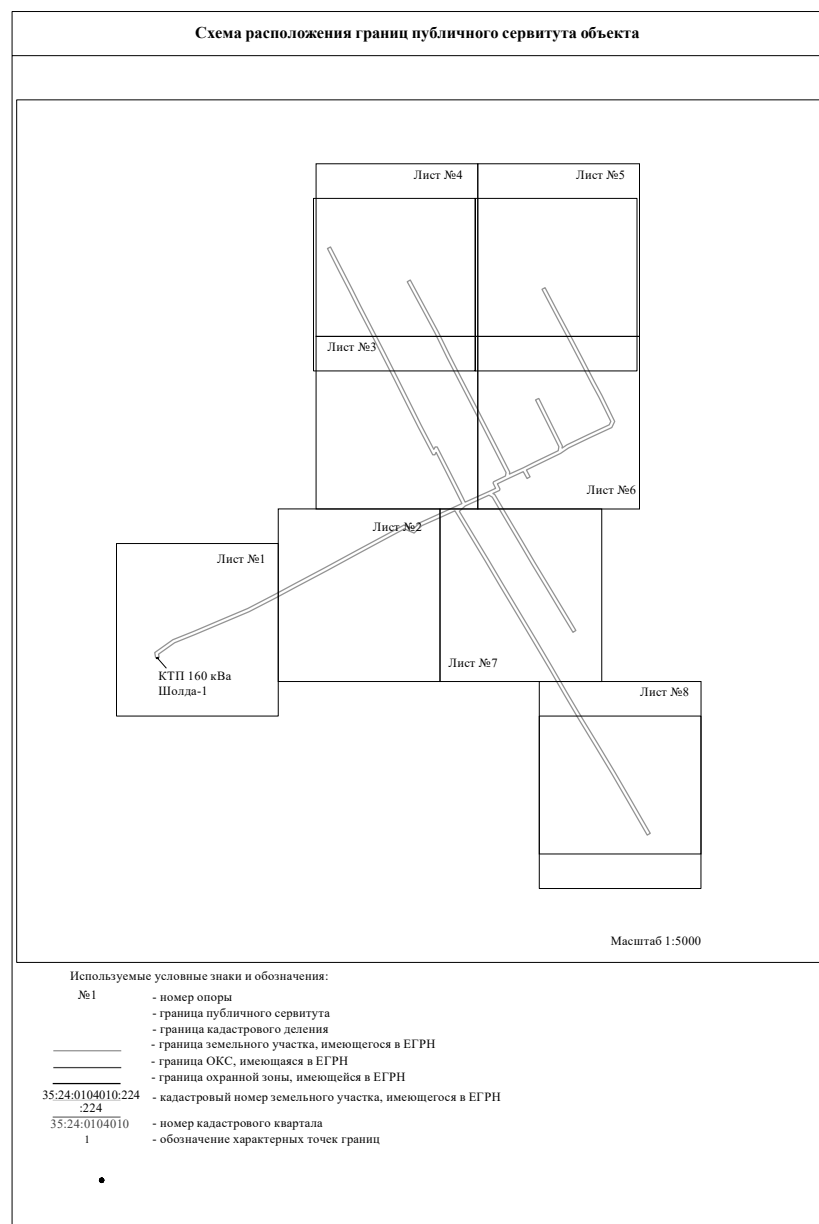 Схема расположения границ публичного сервитута объекта
Лист №4
Лист №5
Лист №3
Лист №6
Лист №2
Лист №1
Лист №7
КТП 160 кВа
Шолда-1
Лист №8
Масштаб 1:5000
Используемые условные знаки и обозначения:
№1 - номер опоры
- граница публичного сервитута
- граница кадастрового деления
- граница земельного участка, имеющегося в ЕГРН
- граница ОКС, имеющаяся в ЕГРН
- граница охранной зоны, имеющейся в ЕГРН
35:24:0104010:224 - кадастровый номер земельного участка, имеющегося в ЕГРН
:224
35:24:0104010 - номер кадастрового квартала
1 - обозначение характерных точек границ